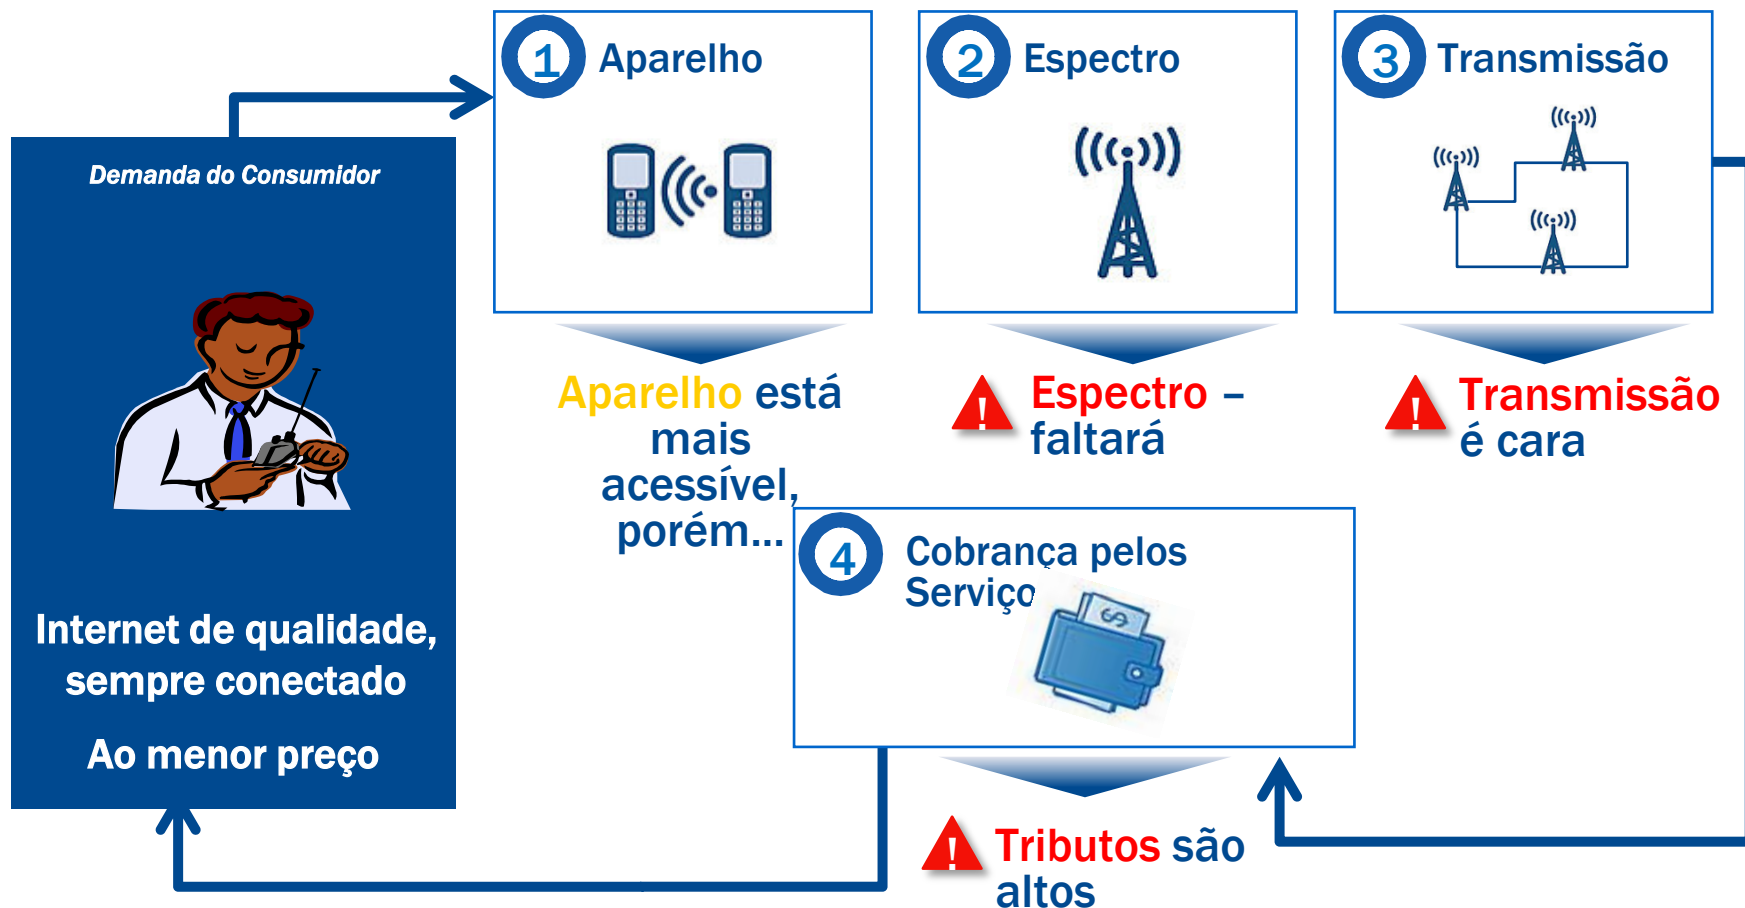 Demanda do Consumidor
Internet de qualidade,
sempre conectado
Ao menor preço
1 Aparelho
Aparelho está
mais
acessível,
porém...
2 Espectro
! Espectro –
faltará
3 Transmissão
! Transmissão
é cara
4 Cobrança pelos
Serviço
$
! Tributos são
altos